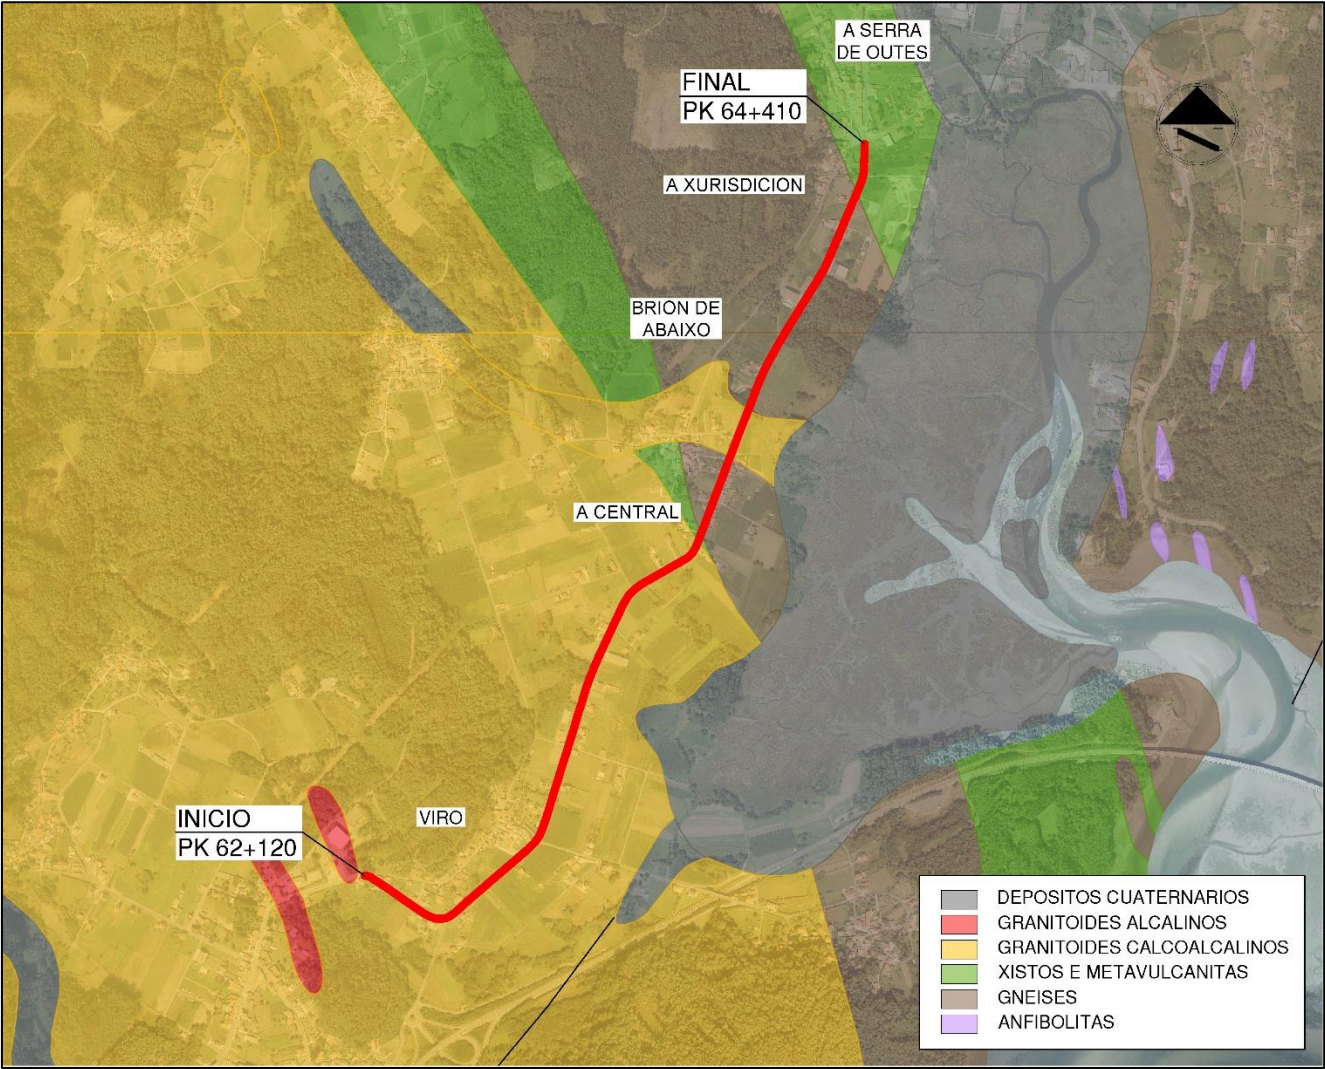 A SERRA
DE OUTES
FINAL
PK 64+410
A XURISDICION
BRION DE
ABAIXO
A CENTRAL
INICIO
PK 62+120
VIRO
DEPOSITOS CUATERNARIOS
GRANITOIDES ALCALINOS
GRANITOIDES CALCOALCALINOS
XISTOS E METAVULCANITAS
GNEISES
ANFIBOLITAS